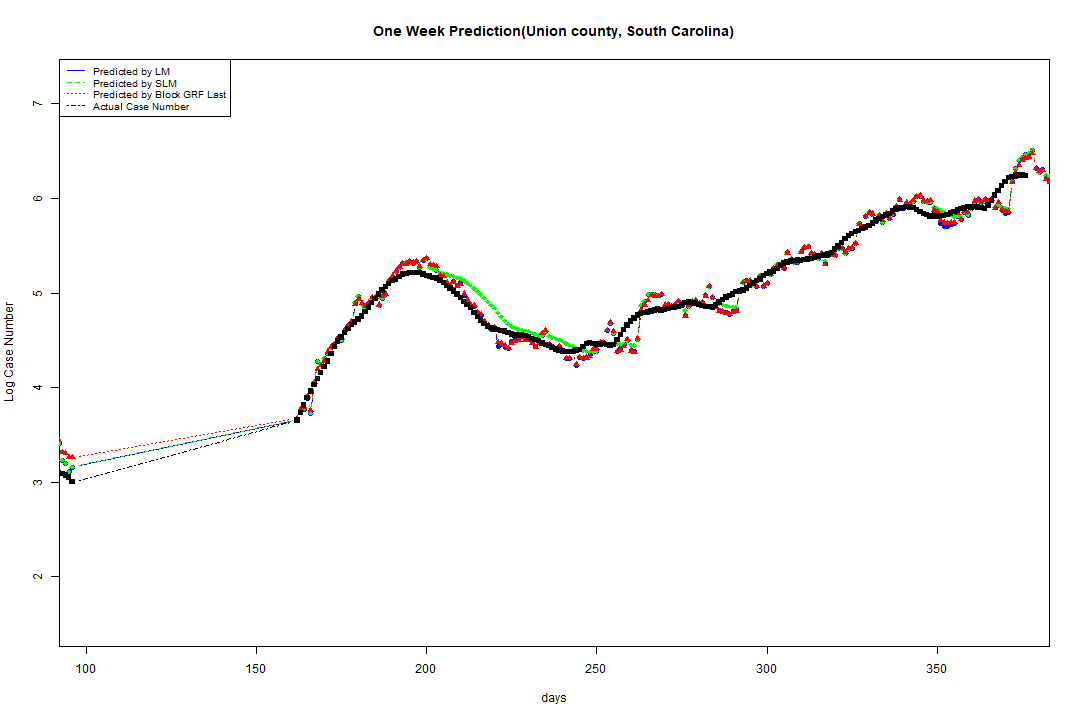 One Week Prediction(Union county, South Carolina)
Predicted by LM
Predicted by SLM
Predicted by Block GRF Last
Actual Case Number
7
6
5
4
3
2
Log Case Number
100 150 200 250 300 350
days